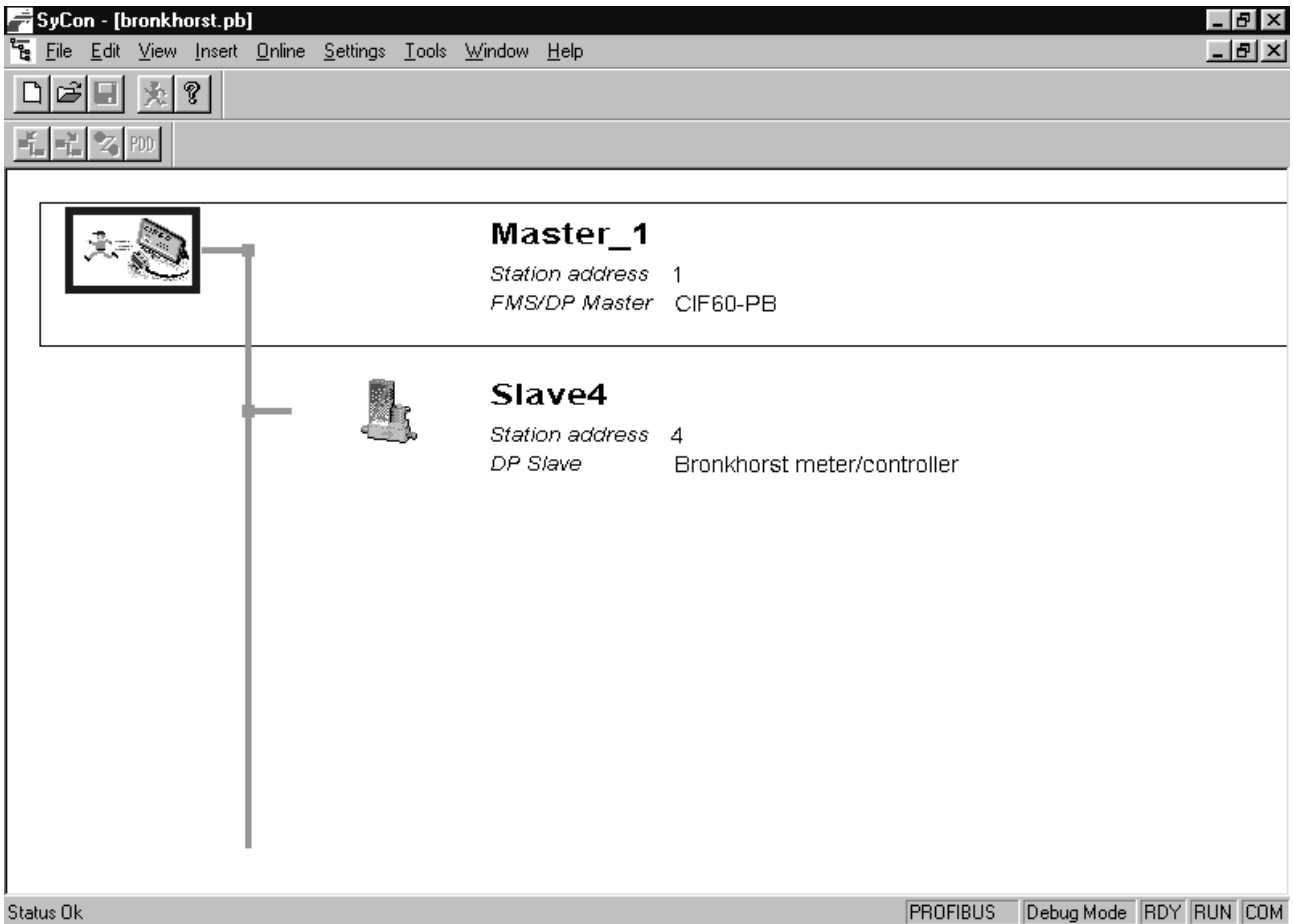 SyCon - [bronkhorst.pb]
File Edit View Insert Online Settings Tools Window Help
PDD
Master_1
Station address 1
FMS/DP Master CIF60-PB
Slave4
Station address 4
DP Slave Bronkhorst meter/controller
Status Ok PROFIBUS Debug Mode RDY RUN COM